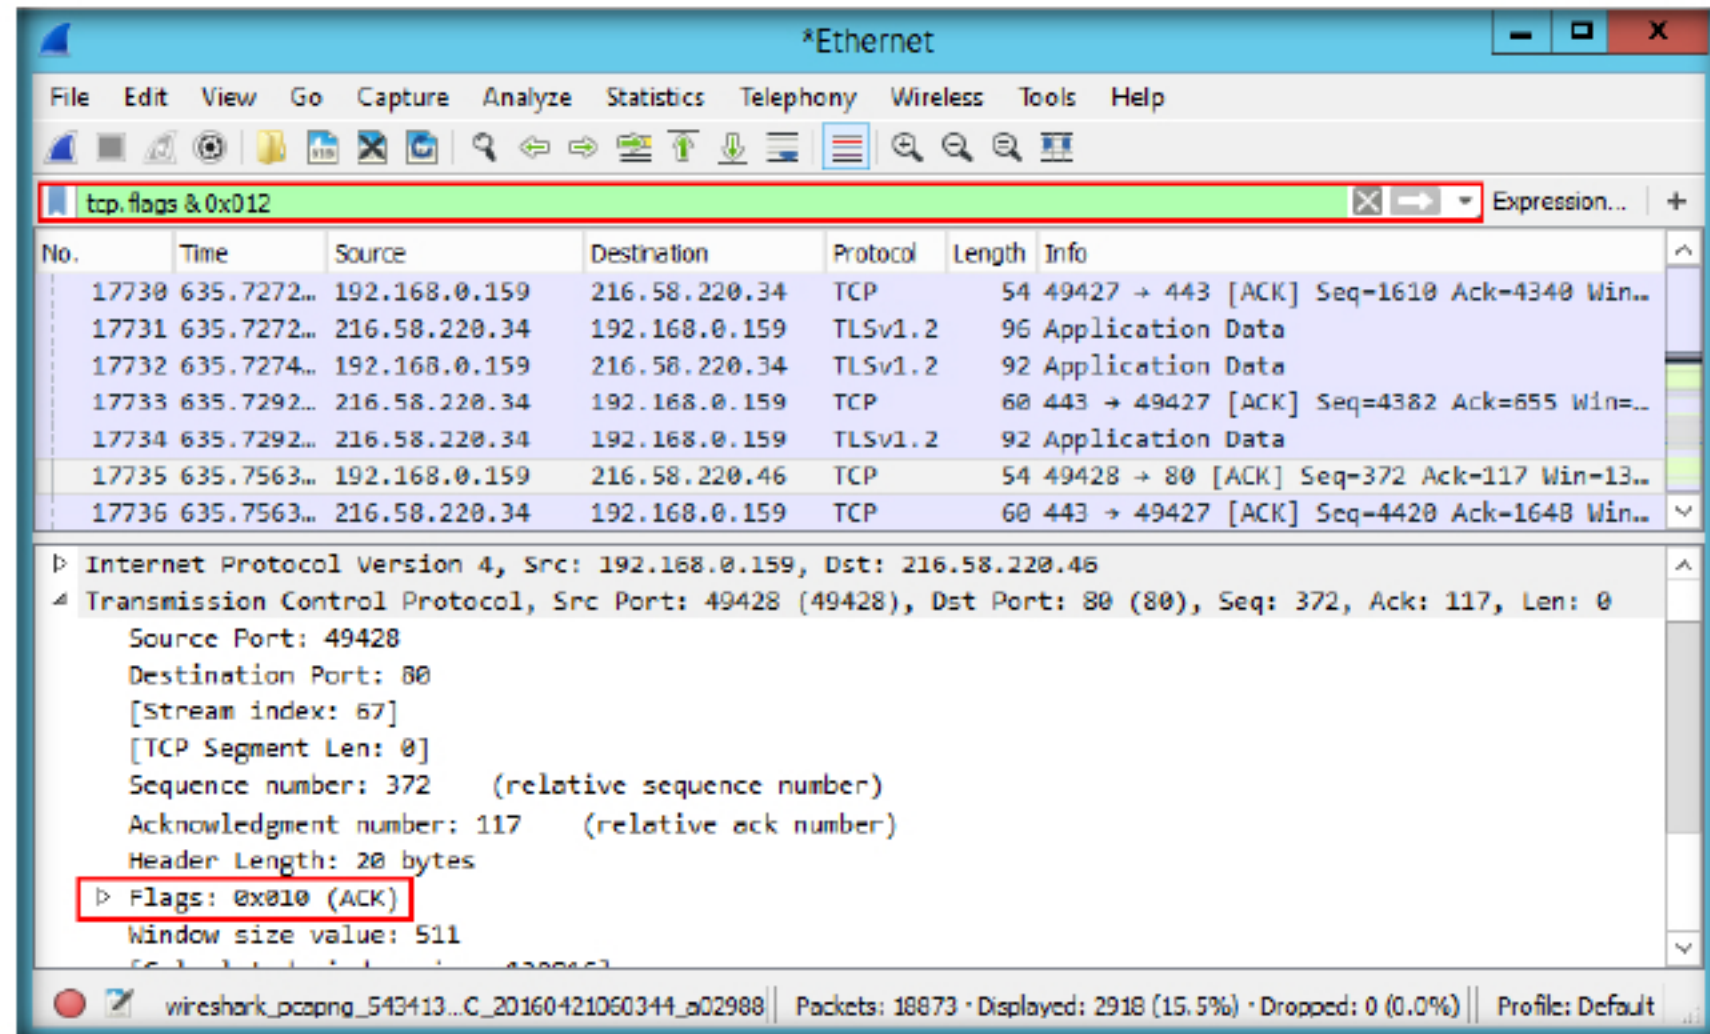 *Ethernet
File Edit View Go Capture Analyze Statistics Telephony Wireless Tools Help
tcp.flags & 0x012 Expression... +
No. Time Source Destination Protocol Length Info
17730 635.7272… 192.168.0.159 216.58.220.34 TCP 54 49427 → 443 [ACK] Seq=1610 Ack=4340 Win…
17731 635.7272… 216.58.220.34 192.168.0.159 TLSv1.2 96 Application Data
17732 635.7274… 192.168.0.159 216.58.220.34 TLSv1.2 92 Application Data
17733 635.7292… 216.58.220.34 192.168.0.159 TCP 60 443 → 49427 [ACK] Seq=4382 Ack=655 Win=…
17734 635.7292… 216.58.220.34 192.168.0.159 TLSv1.2 92 Application Data
17735 635.7563… 192.168.0.159 216.58.220.46 TCP 54 49428 → 80 [ACK] Seq=372 Ack=117 Win=13…
17736 635.7563… 216.58.220.34 192.168.0.159 TCP 60 443 → 49427 [ACK] Seq=4420 Ack=1648 Win…
Internet Protocol Version 4, Src: 192.168.0.159, Dst: 216.58.220.46
Transmission Control Protocol, Src Port: 49428 (49428), Dst Port: 80 (80), Seq: 372, Ack: 117, Len: 0
Source Port: 49428
Destination Port: 80
[Stream index: 67]
[TCP Segment Len: 0]
Sequence number: 372 (relative sequence number)
Acknowledgment number: 117 (relative ack number)
Header Length: 20 bytes
Flags: 0x010 (ACK)
Window size value: 511
wireshark_pcapng_543413...C_20160421060344_a02988 Packets: 18873 · Displayed: 2918 (15.5%) · Dropped: 0 (0.0%) Profile: Default